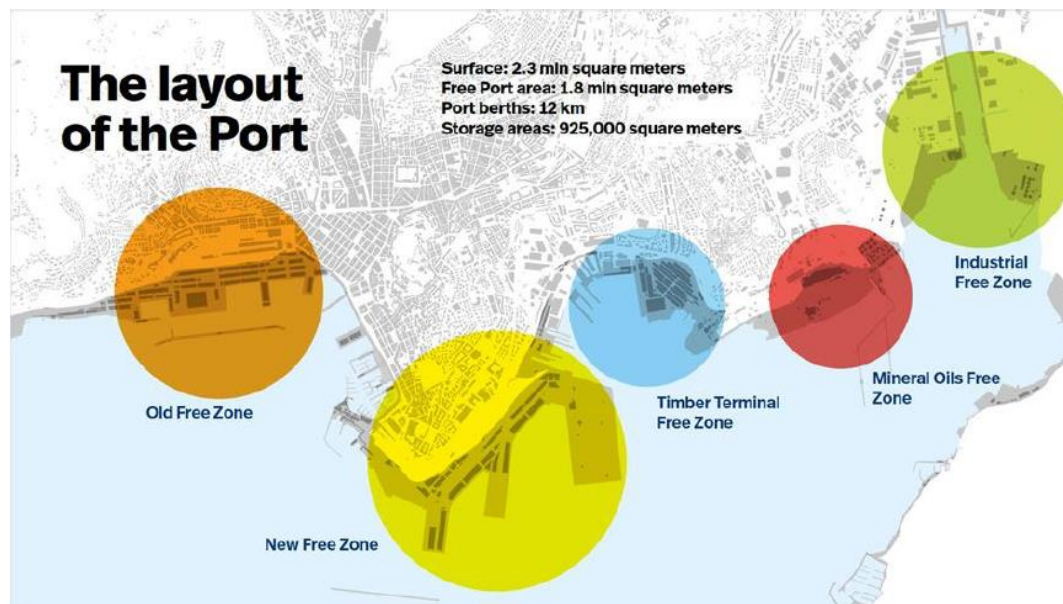 The layout
of the Port
Surface: 2.3 mln square meters
Free Port area: 1.8 mln square meters
Port berths: 12 km
Storage areas: 925,000 square meters
Industrial
Free Zone
Mineral Oils Free
Zone
Timber Terminal
Free Zone
Old Free Zone
New Free Zone